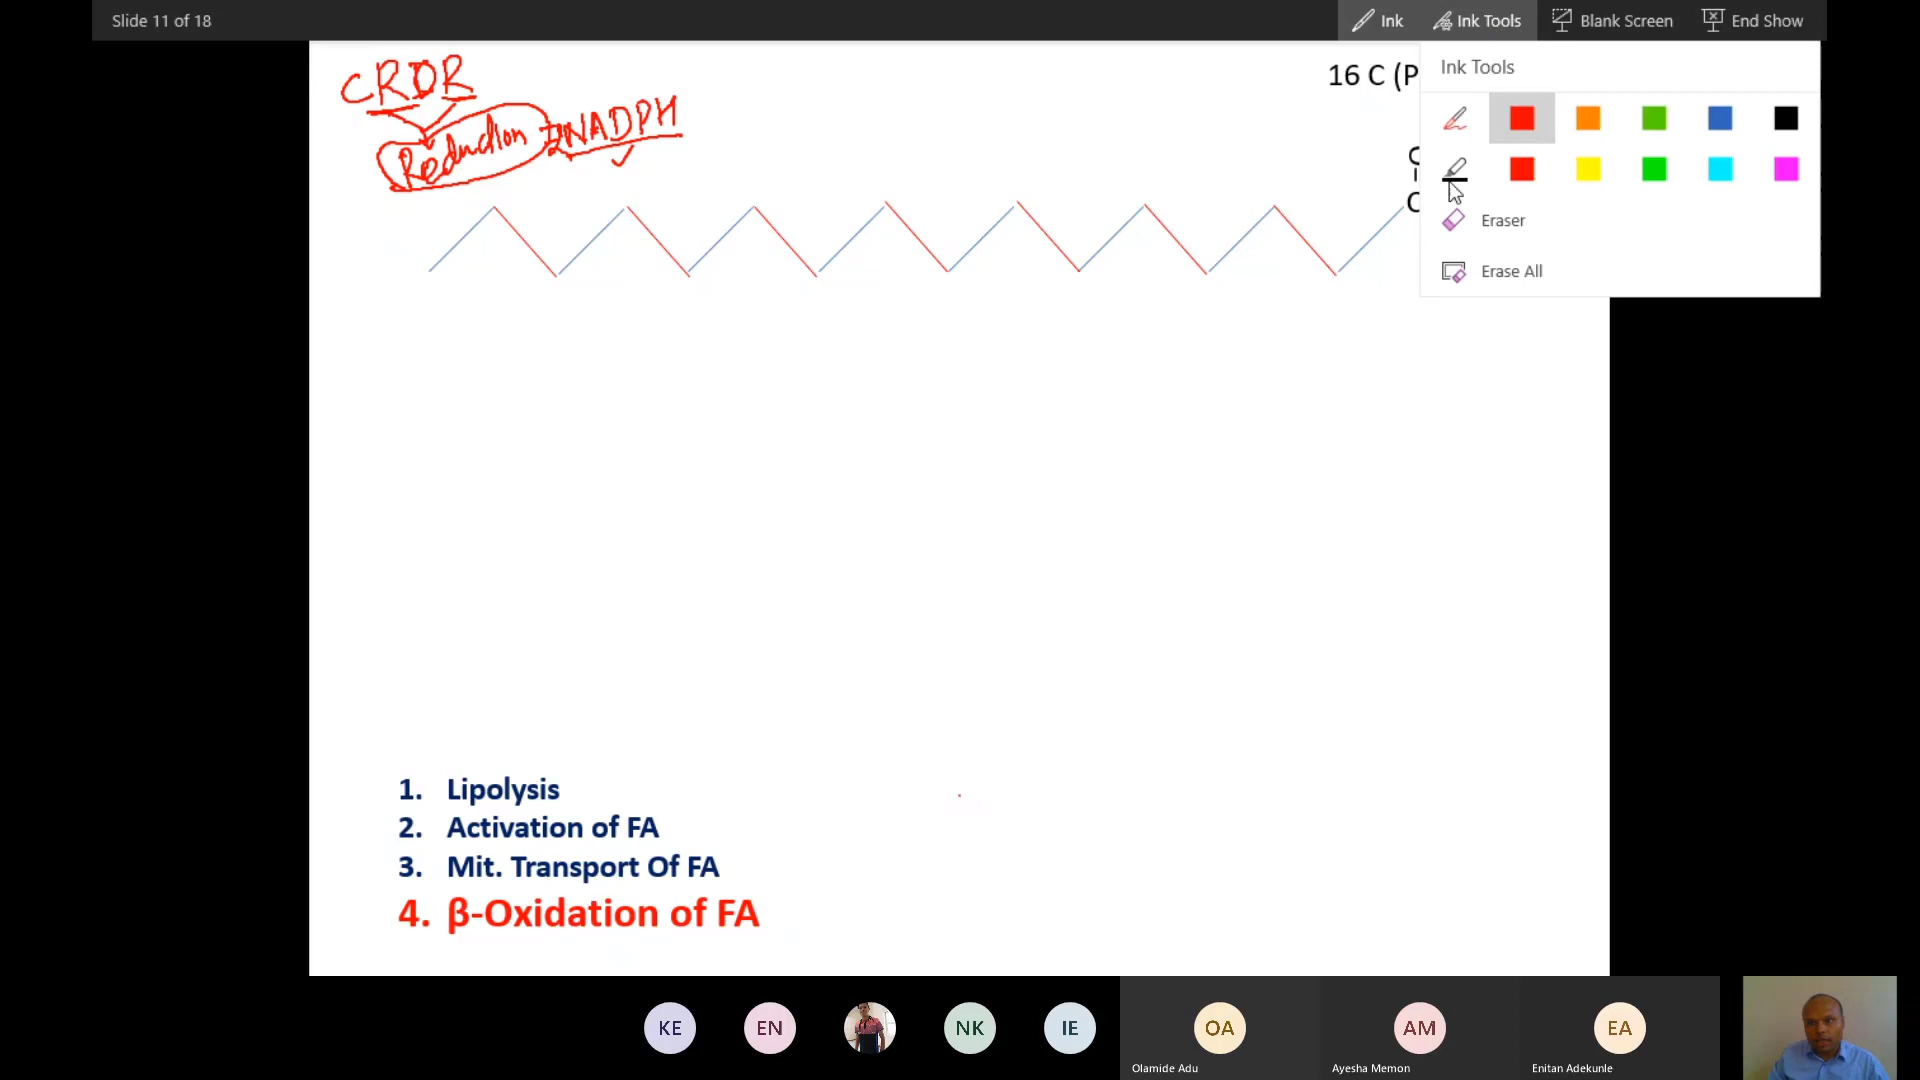 Slide 11 of 18
Ink
Ink Tools
Blank Screen
End Show
Ink Tools
Eraser
Erase All
CRDR
Reduction 2NADPH
16 C (P
C
C
1. Lipolysis
2. Activation of FA
3. Mit. Transport Of FA
4. β-Oxidation of FA
KE
EN
NK
IE
OA
AM
EA
Olamide Adu
Ayesha Memon
Enitan Adekunle